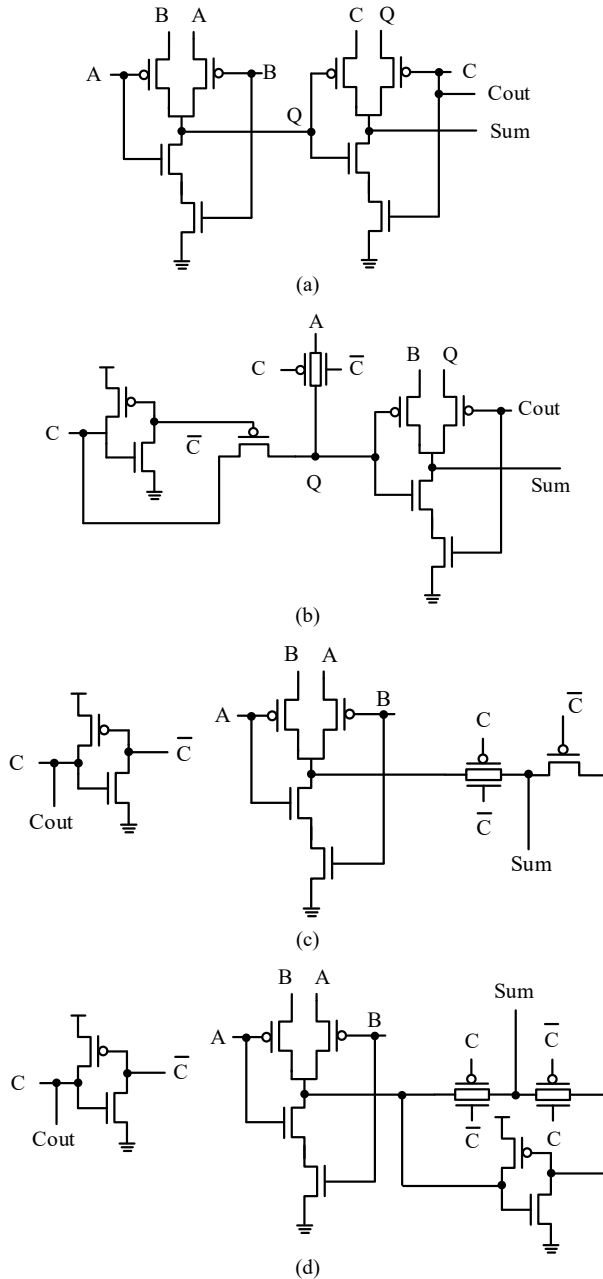 B A C Q
A B C
Cout
Q Sum
(a)
A
C C̅ B Q
C C̅ Cout
Q Sum
(b)
B A
A B C C̅
C C̅
Cout C̅ Sum
(c)
B A Sum
A B C C̅
C C̅
Cout C̅ C
(d)